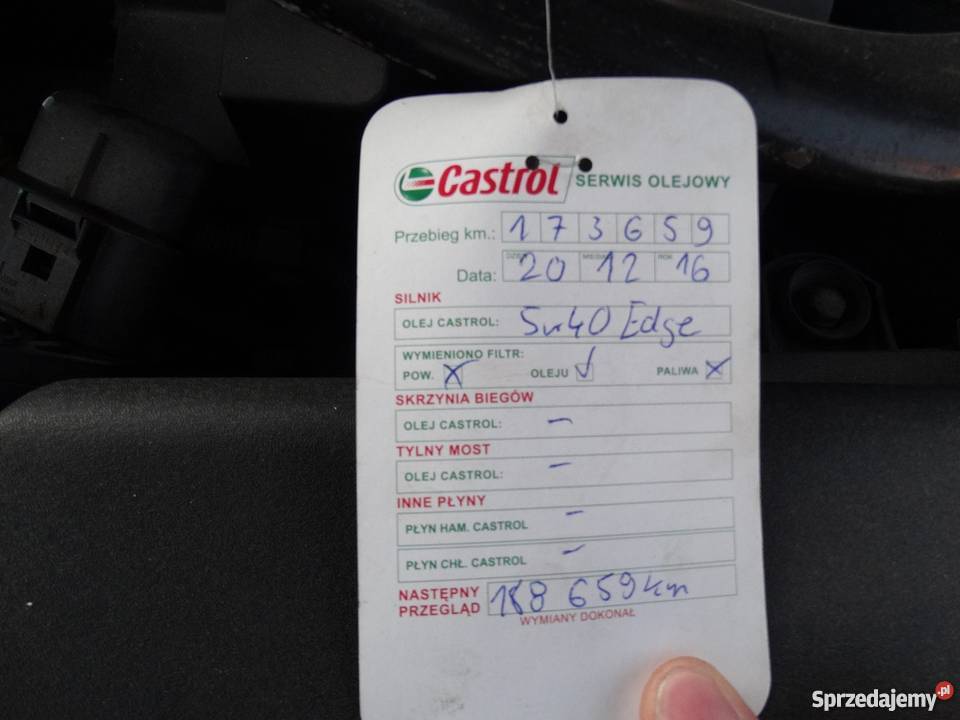 Castrol SERWIS OLEJOWY
Przebieg km.: 173659
DZIEŃ MIESIĄC ROK
Data: 20 12 16
SILNIK
OLEJ CASTROL: 5w40 Edge
WYMIENIONO FILTR:
POW. X OLEJU ✓ PALIWA X
SKRZYNIA BIEGÓW
OLEJ CASTROL: –
TYLNY MOST
OLEJ CASTROL: –
INNE PŁYNY
PŁYN HAM. CASTROL –
PŁYN CHŁ. CASTROL –
NASTĘPNY PRZEGLĄD 188 659 km
WYMIANY DOKONAŁ
Sprzedajemy.pl